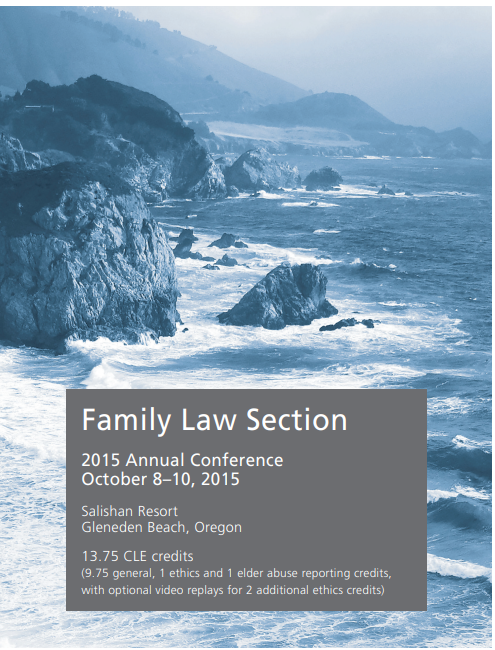 Family Law Section
2015 Annual Conference
October 8–10, 2015
Salishan Resort
Gleneden Beach, Oregon
13.75 CLE credits
(9.75 general, 1 ethics and 1 elder abuse reporting credits,
with optional video replays for 2 additional ethics credits)